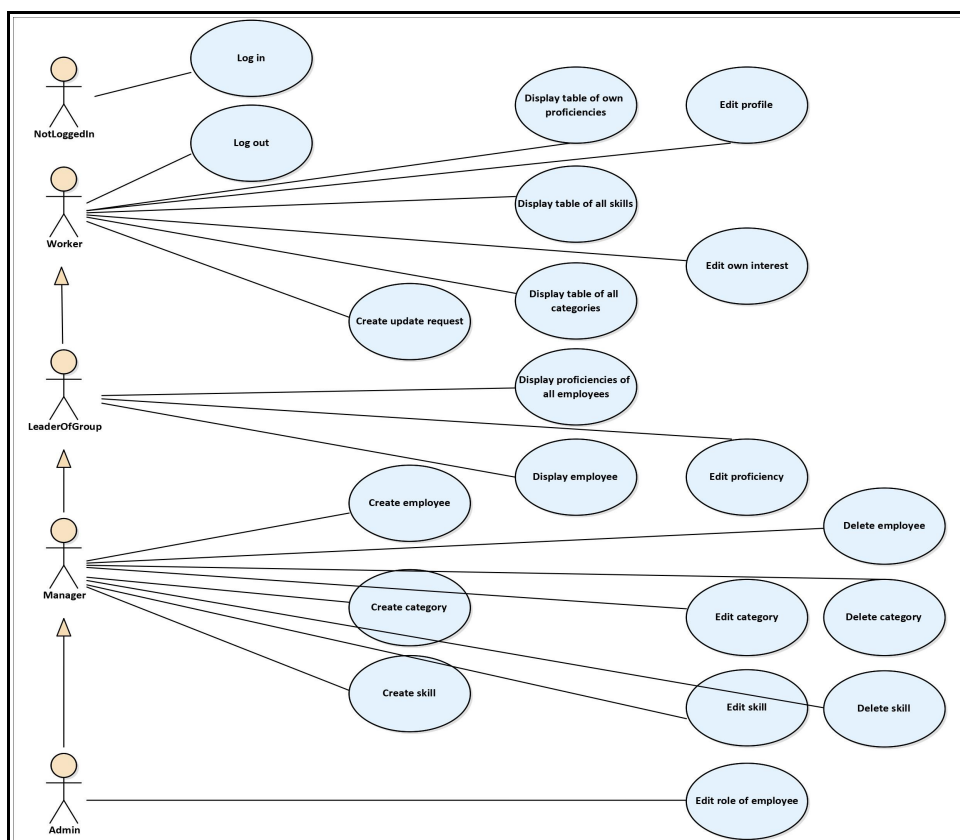 Log in
NotLoggedIn
Display table of own
proficiencies
Edit profile
Log out
Worker
Display table of all skills
Edit own interest
Display table of all
categories
Create update request
LeaderOfGroup
Display proficiencies of
all employees
Display employee
Edit proficiency
Create employee
Delete employee
Manager
Create category
Edit category
Delete category
Create skill
Edit skill
Delete skill
Edit role of employee
Admin